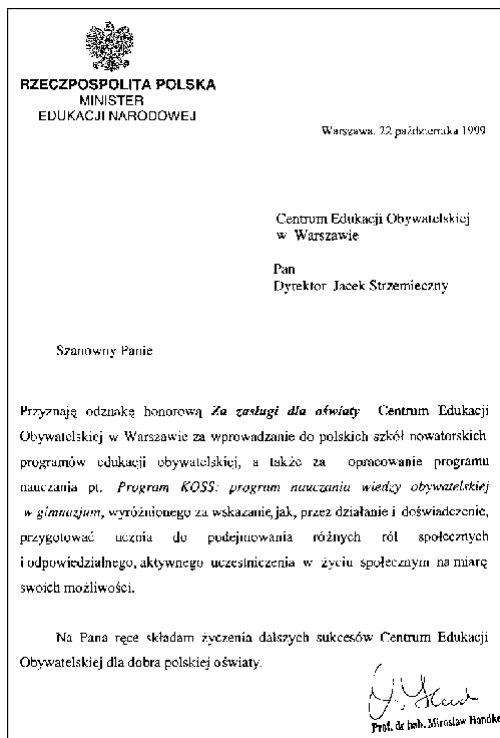 RZECZPOSPOLITA POLSKA
MINISTER
EDUKACJI NARODOWEJ
Warszawa, 22 października 1999
Centrum Edukacji Obywatelskiej
w Warszawie
Pan
Dyrektor Jacek Strzemieczny
Szanowny Panie
Przyznaję odznakę honorową Za zasługi dla oświaty Centrum Edukacji
Obywatelskiej w Warszawie za wprowadzanie do polskich szkół nowatorskich
programów edukacji obywatelskiej, a także za opracowanie programu
nauczania pt. Program KOSS: program nauczania wiedzy obywatelskiej
w gimnazjum, wyróżnionego za wskazanie, jak, przez działanie i doświadczenie,
przygotować ucznia do podejmowania różnych ról społecznych
i odpowiedzialnego, aktywnego uczestniczenia w życiu społecznym na miarę
swoich możliwości.
Na Pana ręce składam życzenia dalszych sukcesów Centrum Edukacji
Obywatelskiej dla dobra polskiej oświaty.
Prof. dr hab. Mirosław Handke